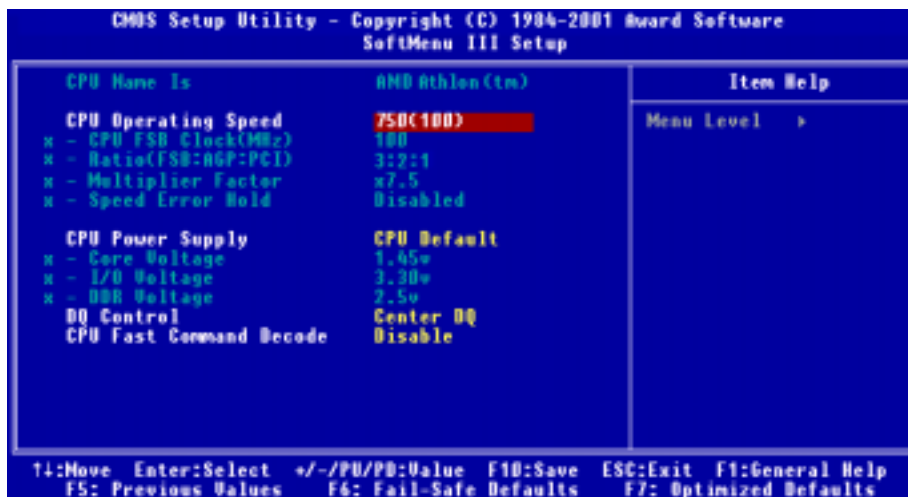 CMOS Setup Utility - Copyright (C) 1984-2001 Award Software
SoftMenu III Setup
CPU Name Is AMD Athlon(tm)
Item Help
CPU Operating Speed 750(100)
Menu Level ▸
x - CPU FSB Clock(MHz) 100
x - Ratio(FSB:AGP:PCI) 3:2:1
x - Multiplier Factor x7.5
x - Speed Error Hold Disabled
CPU Power Supply CPU Default
x - Core Voltage 1.45v
x - I/O Voltage 3.30v
x - DDR Voltage 2.5v
DQ Control Center DQ
CPU Fast Command Decode Disable
↑↓:Move Enter:Select +/-/PU/PD:Value F10:Save ESC:Exit F1:General Help
F5: Previous Values F6: Fail-Safe Defaults F7: Optimized Defaults